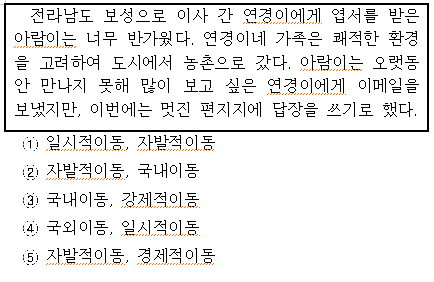 전라남도 보성으로 이사 간 연경이에게 엽서를 받은
아람이는 너무 반가웠다. 연경이네 가족은 쾌적한 환경
을 고려하여 도시에서 농촌으로 갔다. 아람이는 오랫동
안 만나지 못해 많이 보고 싶은 연경이에게 이메일을
보냈지만, 이번에는 멋진 편지지에 답장을 쓰기로 했다.
① 일시적이동, 자발적이동
② 자발적이동, 국내이동
③ 국내이동, 강제적이동
④ 국외이동, 일시적이동
⑤ 자발적이동, 경제적이동